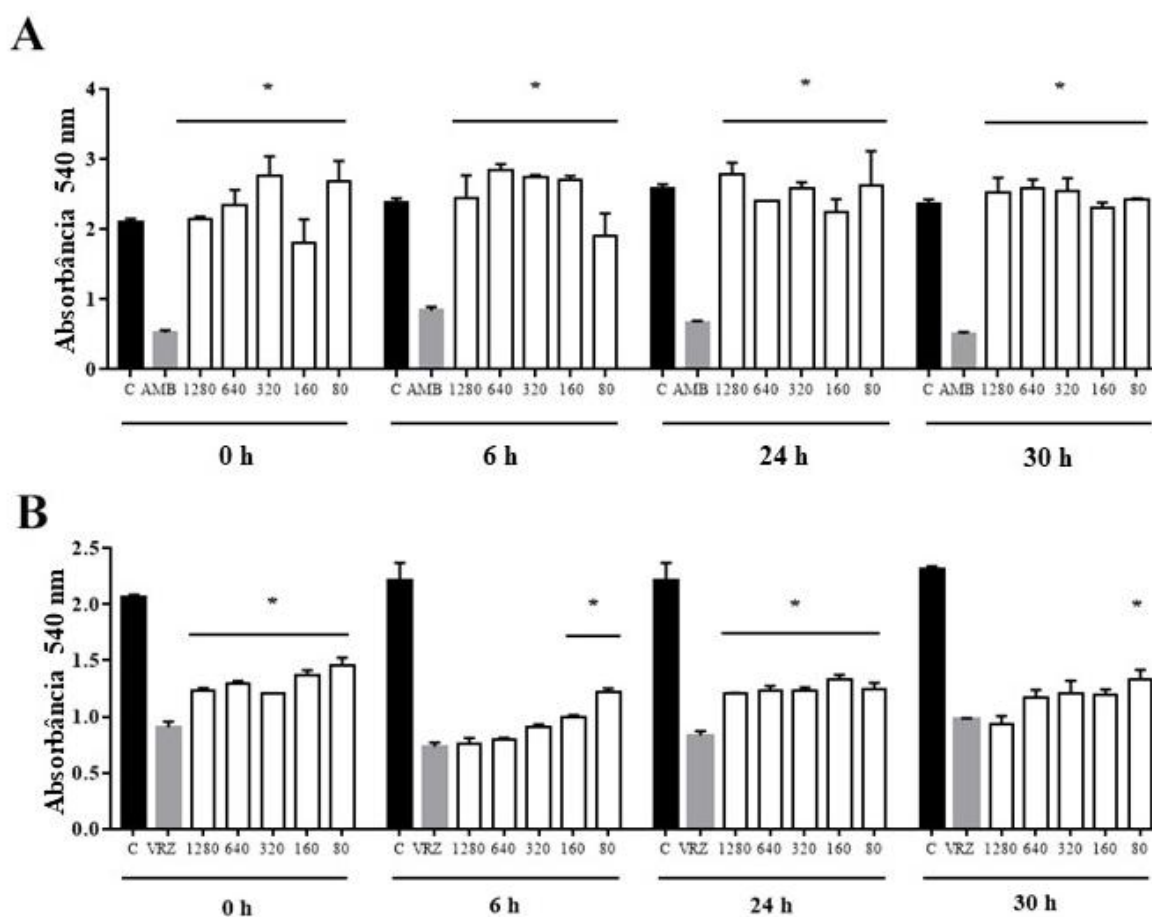 A
Absorbância 540 nm
4
3
2
1
0
* * * *
C AMB 1280 640 320 160 80 C AMB 1280 640 320 160 80 C AMB 1280 640 320 160 80 C AMB 1280 640 320 160 80
0 h 6 h 24 h 30 h
B
Absorbância 540 nm
2.5
2.0
1.5
1.0
0.5
0.0
* * * *
C VRZ 1280 640 320 160 80 C VRZ 1280 640 320 160 80 C VRZ 1280 640 320 160 80 C VRZ 1280 640 320 160 80
0 h 6 h 24 h 30 h